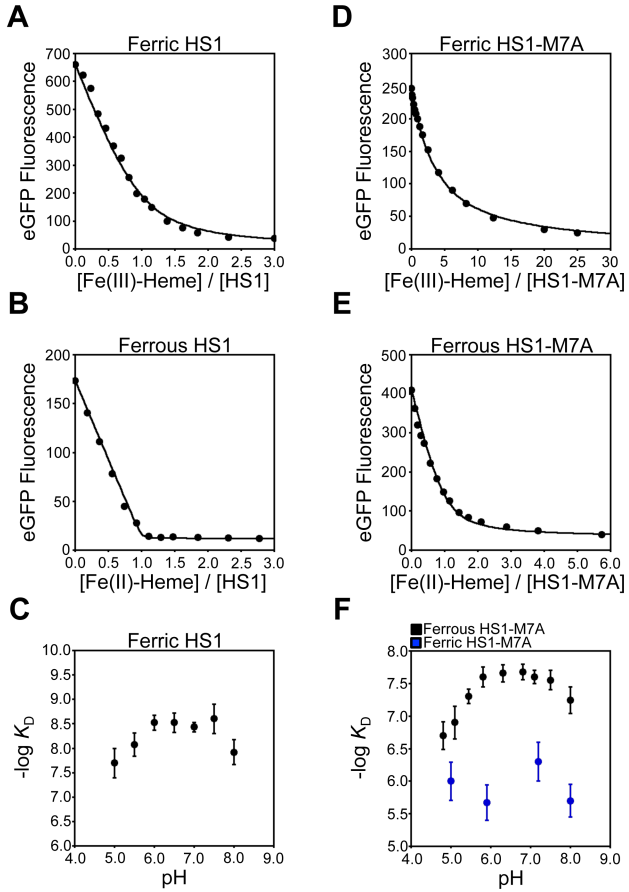 A
Ferric HS1
eGFP Fluorescence
700
600
500
400
300
200
100
0
0.0 0.5 1.0 1.5 2.0 2.5 3.0
[Fe(III)-Heme] / [HS1]
D
Ferric HS1-M7A
eGFP Fluorescence
300
250
200
150
100
50
0
0 5 10 15 20 25 30
[Fe(III)-Heme] / [HS1-M7A]
B
Ferrous HS1
eGFP Fluorescence
200
150
100
50
0
0.0 0.5 1.0 1.5 2.0 2.5 3.0
[Fe(II)-Heme] / [HS1]
E
Ferrous HS1-M7A
eGFP Fluorescence
500
400
300
200
100
0
0.0 1.0 2.0 3.0 4.0 5.0 6.0
[Fe(II)-Heme] / [HS1-M7A]
C
Ferric HS1
-log KD
10.0
9.5
9.0
8.5
8.0
7.5
7.0
6.5
6.0
4.0 5.0 6.0 7.0 8.0 9.0
pH
F
Ferrous HS1-M7A
Ferric HS1-M7A
-log KD
8.0
7.5
7.0
6.5
6.0
5.5
5.0
4.0 5.0 6.0 7.0 8.0 9.0
pH